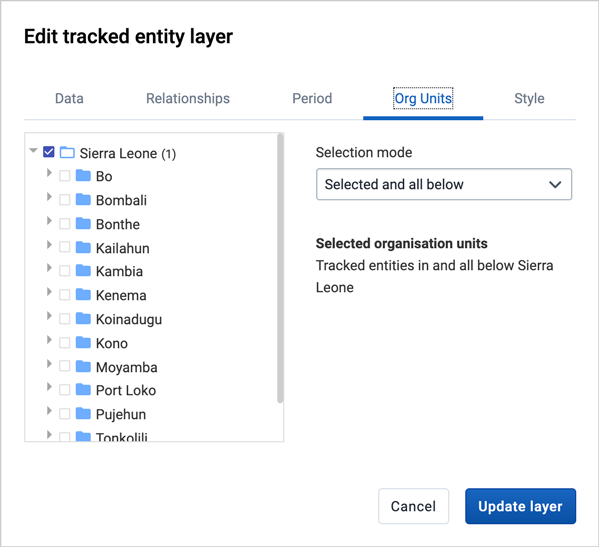 Edit tracked entity layer
Data Relationships Period Org Units Style
Sierra Leone (1)
Bo
Bombali
Bonthe
Kailahun
Kambia
Kenema
Koinadugu
Kono
Moyamba
Port Loko
Pujehun
Tonkolili
Selection mode
Selected and all below
Selected organisation units
Tracked entities in and all below Sierra
Leone
Cancel Update layer